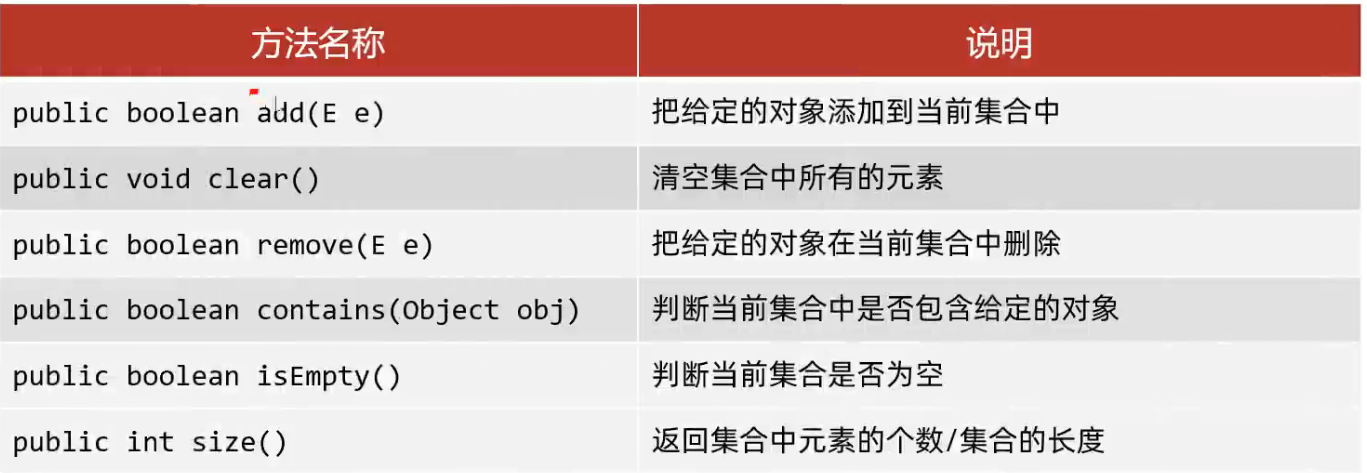 方法名称 说明
public boolean add(E e) 把给定的对象添加到当前集合中
public void clear() 清空集合中所有的元素
public boolean remove(E e) 把给定的对象在当前集合中删除
public boolean contains(Object obj) 判断当前集合中是否包含给定的对象
public boolean isEmpty() 判断当前集合是否为空
public int size() 返回集合中元素的个数/集合的长度